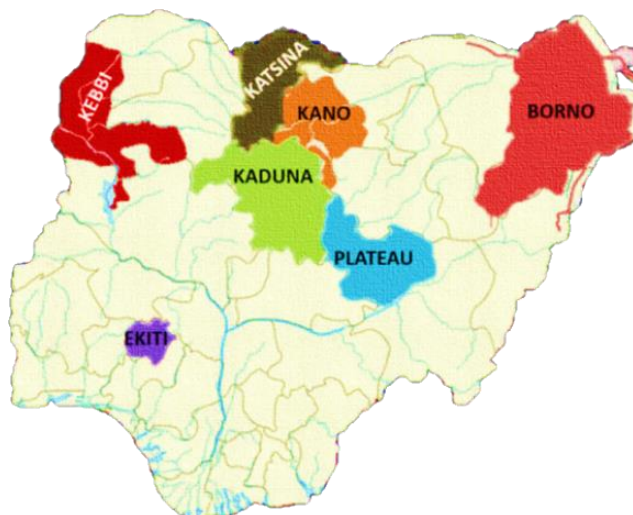 KEBBI
KATSINA
KANO
BORNO
KADUNA
PLATEAU
EKITI